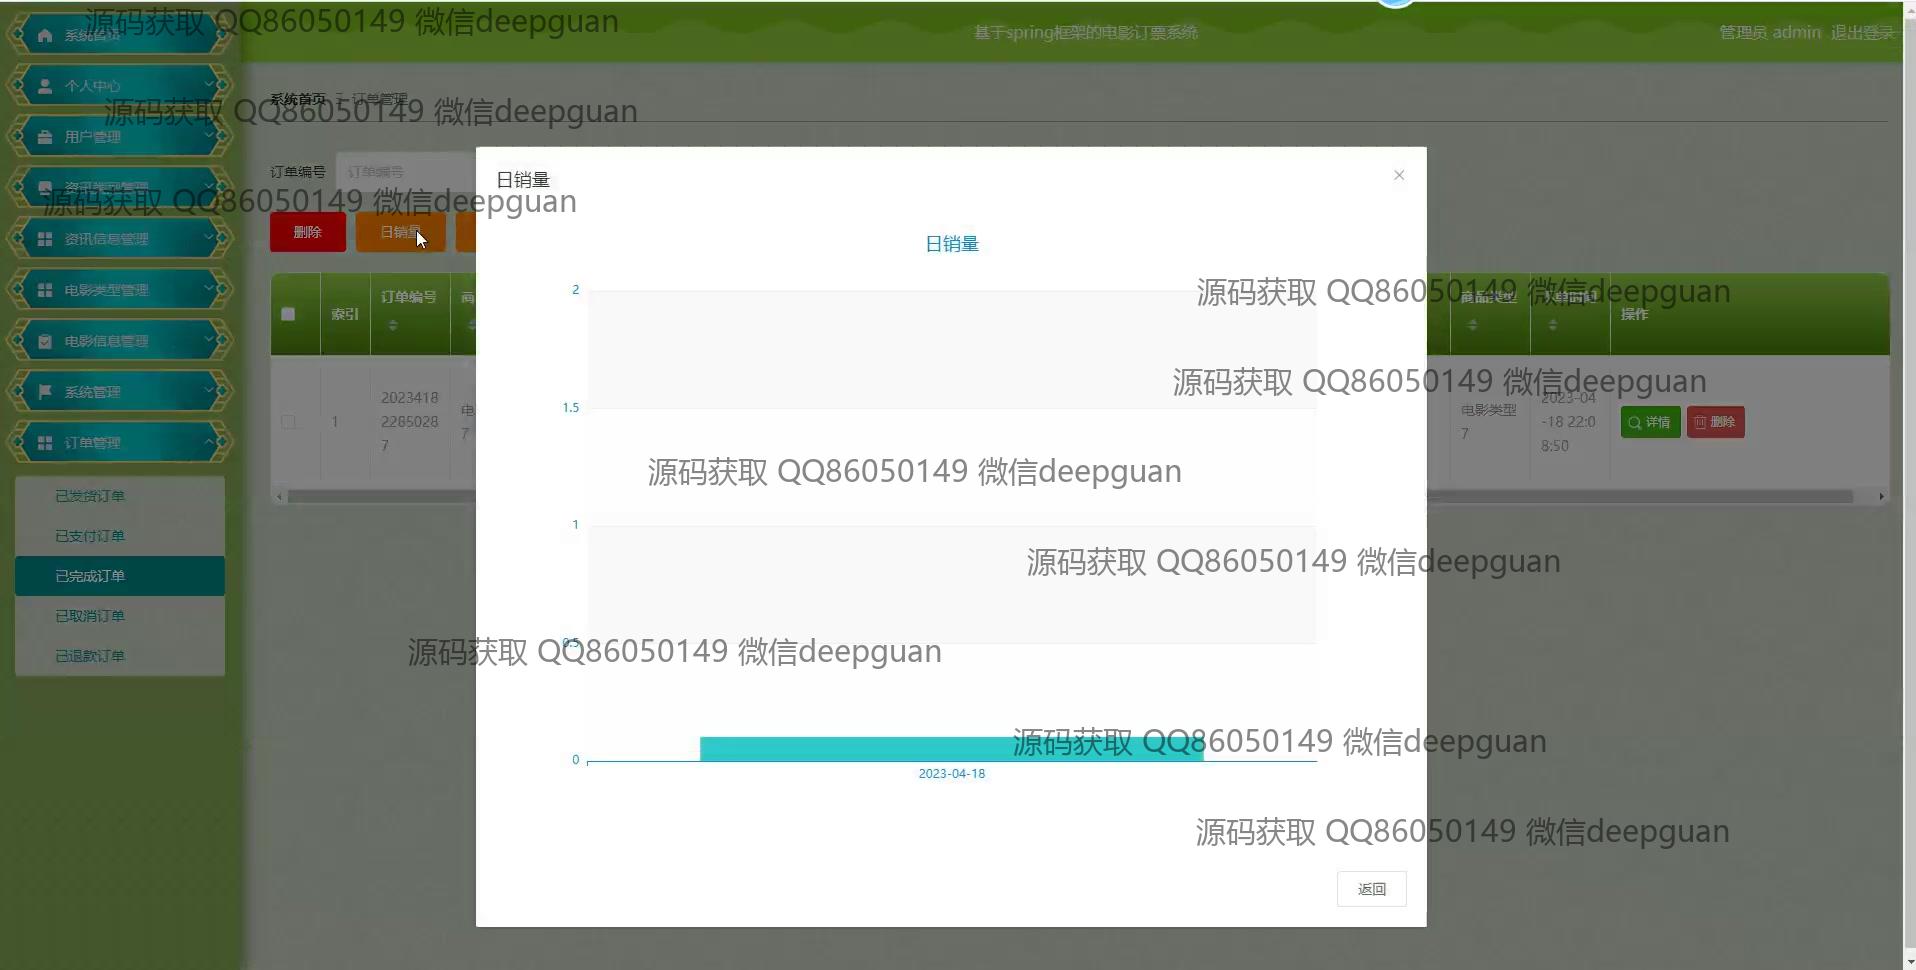 系统首页
源码获取 QQ86050149 微信deepguan
基于spring框架的电影订票系统
管理员 admin 退出登录
个人中心
系统首页
订单管理
源码获取 QQ86050149 微信deepguan
用户管理
订单编号 订单编号
日销量
×
源码获取 QQ86050149 微信deepguan
删除 日销量
资讯信息管理
日销量
电影类型管理
索引 订单编号 商
商品类型
操作
源码获取 QQ86050149 微信deepguan
2
1.5
1
0.5
0
2023-04-18
电影信息管理
系统管理
源码获取 QQ86050149 微信deepguan
1
2023418
2265028
7
电
7
电影类型
7
2023-04
-18 22:0
8:50
详情 删除
订单管理
源码获取 QQ86050149 微信deepguan
已发货订单
已支付订单
源码获取 QQ86050149 微信deepguan
已完成订单
已取消订单
源码获取 QQ86050149 微信deepguan
已退款订单
源码获取 QQ86050149 微信deepguan
源码获取 QQ86050149 微信deepguan
返回